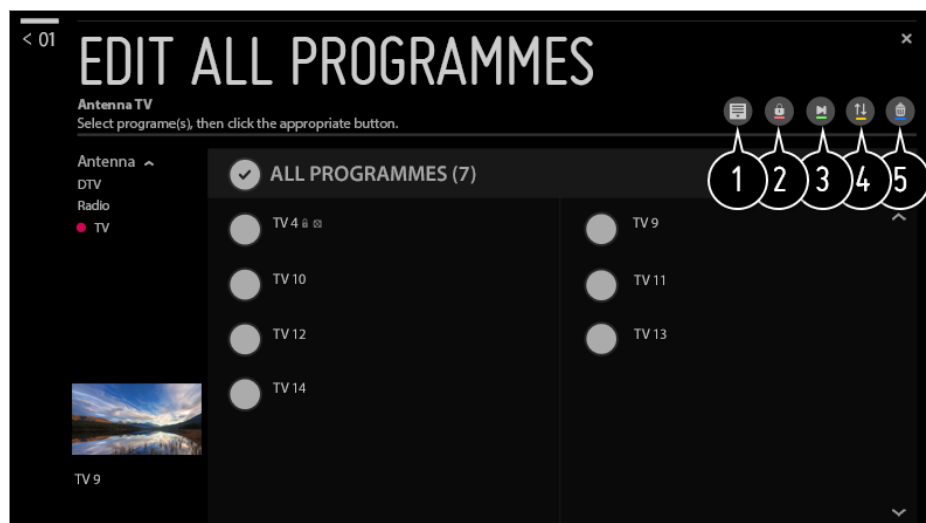 < 01
EDIT ALL PROGRAMMES
Antenna TV
Select programe(s), then click the appropriate button.
1 2 3 4 5
Antenna
DTV
Radio
TV
ALL PROGRAMMES (7)
TV 4
TV 9
TV 10
TV 11
TV 12
TV 13
TV 14
TV 9